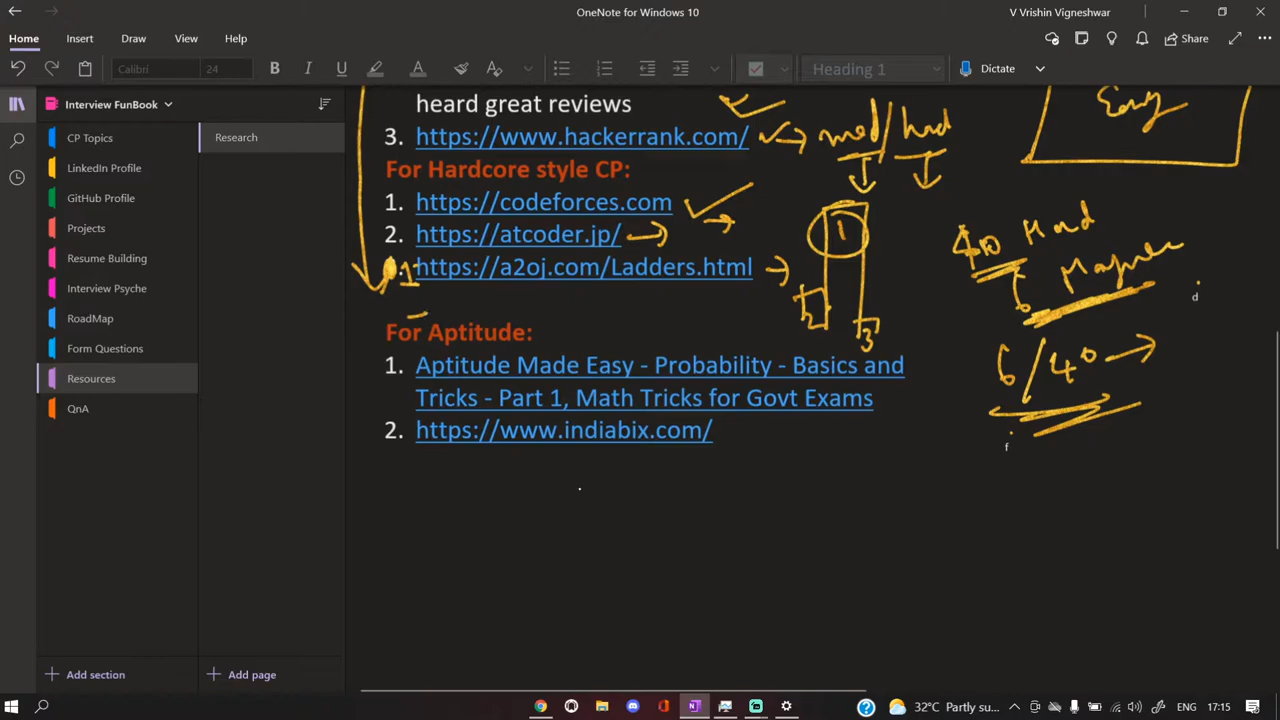 OneNote for Windows 10
V Vrishin Vigneshwar
Home
Insert
Draw
View
Help
Share
Calibri
24
B
I
U
A
Heading 1
Dictate
Interview FunBook
CP Topics
LinkedIn Profile
GitHub Profile
Projects
Resume Building
Interview Psyche
RoadMap
Form Questions
Resources
QnA
Research
heard great reviews
3. https://www.hackerrank.com/
For Hardcore style CP:
1. https://codeforces.com
2. https://atcoder.jp/
https://a2oj.com/Ladders.html
For Aptitude:
1. Aptitude Made Easy - Probability - Basics and
Tricks - Part 1, Math Tricks for Govt Exams
2. https://www.indiabix.com/
med/hard
Easy
1
2
3
40 Hard
6/40
d
f
Add section
Add page
32°C Partly su...
ENG
17:15